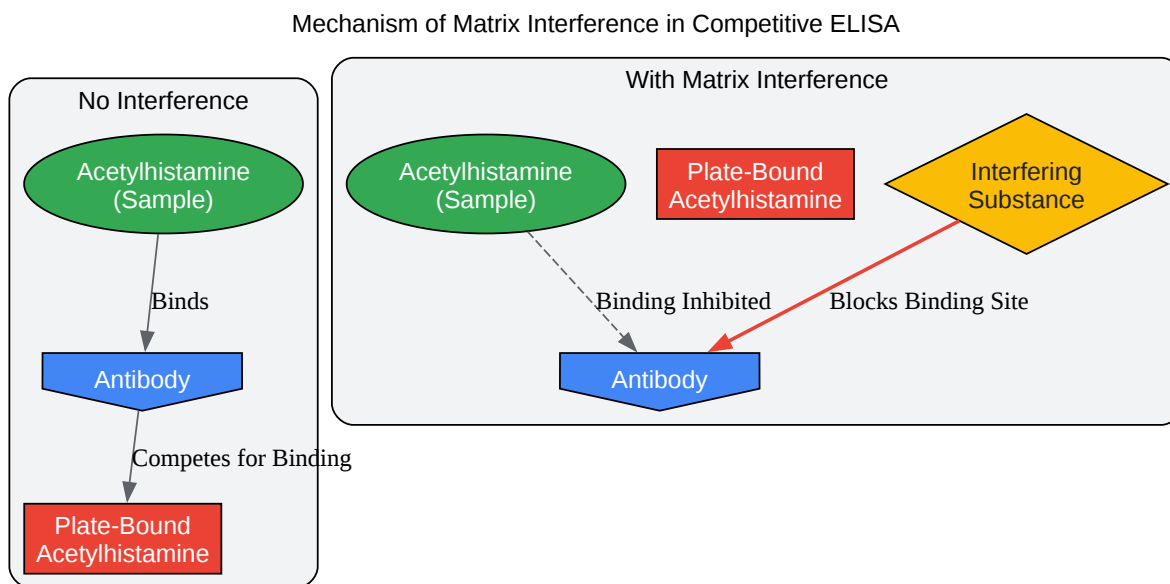 Mechanism of Matrix Interference in Competitive ELISA
No Interference
Acetylhistamine
(Sample)
Binds
Antibody
Competes for Binding
Plate-Bound
Acetylhistamine
With Matrix Interference
Acetylhistamine
(Sample)
Plate-Bound
Acetylhistamine
Interfering
Substance
Binding Inhibited
Blocks Binding Site
Antibody